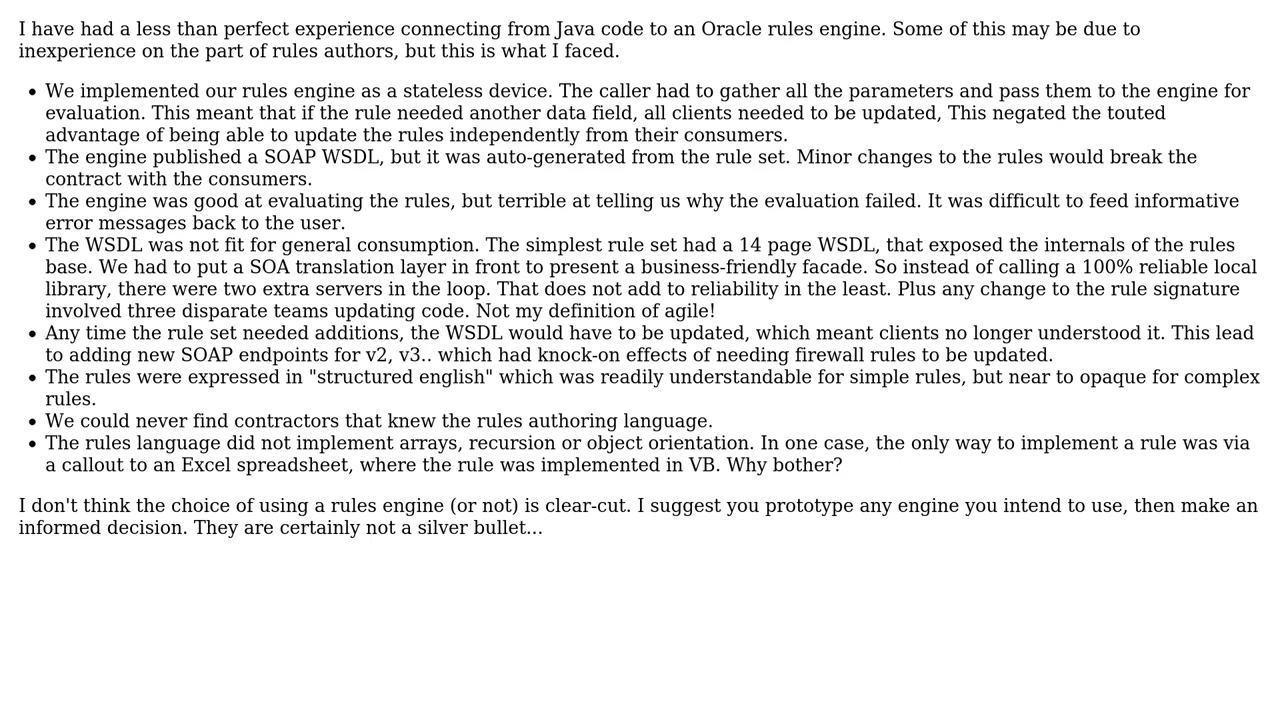 I have had a less than perfect experience connecting from Java code to an Oracle rules engine. Some of this may be due to
inexperience on the part of rules authors, but this is what I faced.
• We implemented our rules engine as a stateless device. The caller had to gather all the parameters and pass them to the engine for
evaluation. This meant that if the rule needed another data field, all clients needed to be updated, This negated the touted
advantage of being able to update the rules independently from their consumers.
• The engine published a SOAP WSDL, but it was auto-generated from the rule set. Minor changes to the rules would break the
contract with the consumers.
• The engine was good at evaluating the rules, but terrible at telling us why the evaluation failed. It was difficult to feed informative
error messages back to the user.
• The WSDL was not fit for general consumption. The simplest rule set had a 14 page WSDL, that exposed the internals of the rules
base. We had to put a SOA translation layer in front to present a business-friendly facade. So instead of calling a 100% reliable local
library, there were two extra servers in the loop. That does not add to reliability in the least. Plus any change to the rule signature
involved three disparate teams updating code. Not my definition of agile!
• Any time the rule set needed additions, the WSDL would have to be updated, which meant clients no longer understood it. This lead
to adding new SOAP endpoints for v2, v3.. which had knock-on effects of needing firewall rules to be updated.
• The rules were expressed in "structured english" which was readily understandable for simple rules, but near to opaque for complex
rules.
• We could never find contractors that knew the rules authoring language.
• The rules language did not implement arrays, recursion or object orientation. In one case, the only way to implement a rule was via
a callout to an Excel spreadsheet, where the rule was implemented in VB. Why bother?
I don't think the choice of using a rules engine (or not) is clear-cut. I suggest you prototype any engine you intend to use, then make an
informed decision. They are certainly not a silver bullet...